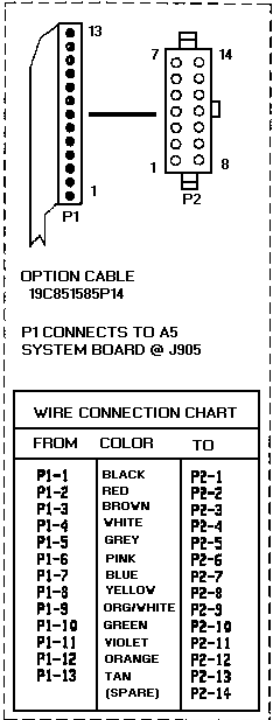 13
7 14
1 8
1
P1
P2
OPTION CABLE
19C851585P14
P1 CONNECTS TO A5
SYSTEM BOARD @ J905
WIRE CONNECTION CHART
FROM COLOR TO
P1-1 BLACK P2-1
P1-2 RED P2-2
P1-3 BROWN P2-3
P1-4 WHITE P2-4
P1-5 GREY P2-5
P1-6 PINK P2-6
P1-7 BLUE P2-7
P1-8 YELLOW P2-8
P1-9 ORG/WHITE P2-9
P1-10 GREEN P2-10
P1-11 VIOLET P2-11
P1-12 ORANGE P2-12
P1-13 TAN P2-13
(SPARE) P2-14